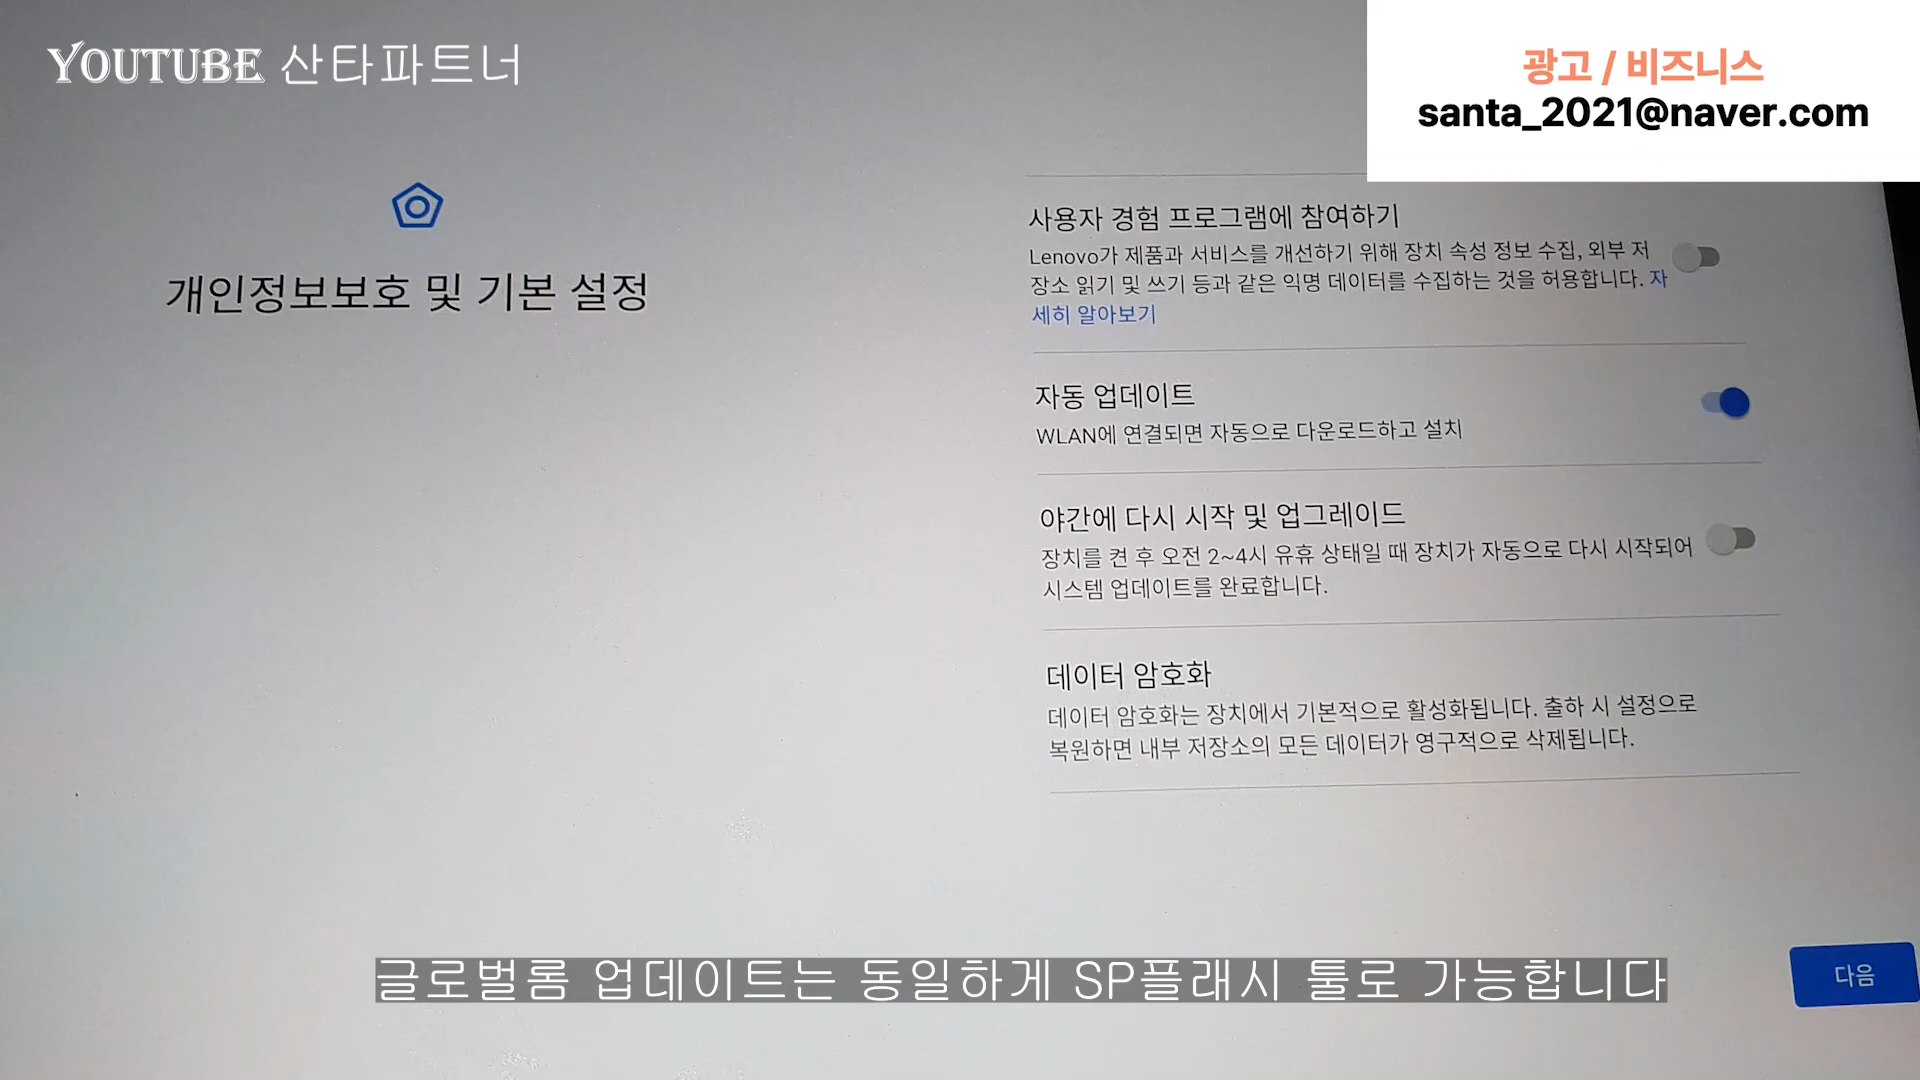 YOUTUBE 산타파트너
광고 / 비즈니스
santa_2021@naver.com
개인정보보호 및 기본 설정
사용자 경험 프로그램에 참여하기
Lenovo가 제품과 서비스를 개선하기 위해 장치 속성 정보 수집, 외부 저
장소 읽기 및 쓰기 등과 같은 익명 데이터를 수집하는 것을 허용합니다. 자
세히 알아보기
자동 업데이트
WLAN에 연결되면 자동으로 다운로드하고 설치
야간에 다시 시작 및 업그레이드
장치를 켠 후 오전 2~4시 유휴 상태일 때 장치가 자동으로 다시 시작되어
시스템 업데이트를 완료합니다.
데이터 암호화
데이터 암호화는 장치에서 기본적으로 활성화됩니다. 출하 시 설정으로
복원하면 내부 저장소의 모든 데이터가 영구적으로 삭제됩니다.
다음
글로벌롬 업데이트는 동일하게 SP플래시 툴로 가능합니다